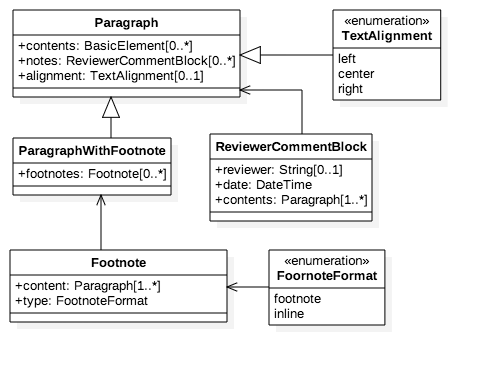 Paragraph
+contents: BasicElement[0..*]
+notes: ReviewerCommentBlock[0..*]
+alignment: TextAlignment[0..1]
«enumeration»
TextAlignment
left
center
right
ParagraphWithFootnote
+footnotes: Footnote[0..*]
ReviewerCommentBlock
+reviewer: String[0..1]
+date: DateTime
+contents: Paragraph[1..*]
Footnote
+content: Paragraph[1..*]
+type: FootnoteFormat
«enumeration»
FoornoteFormat
footnote
inline